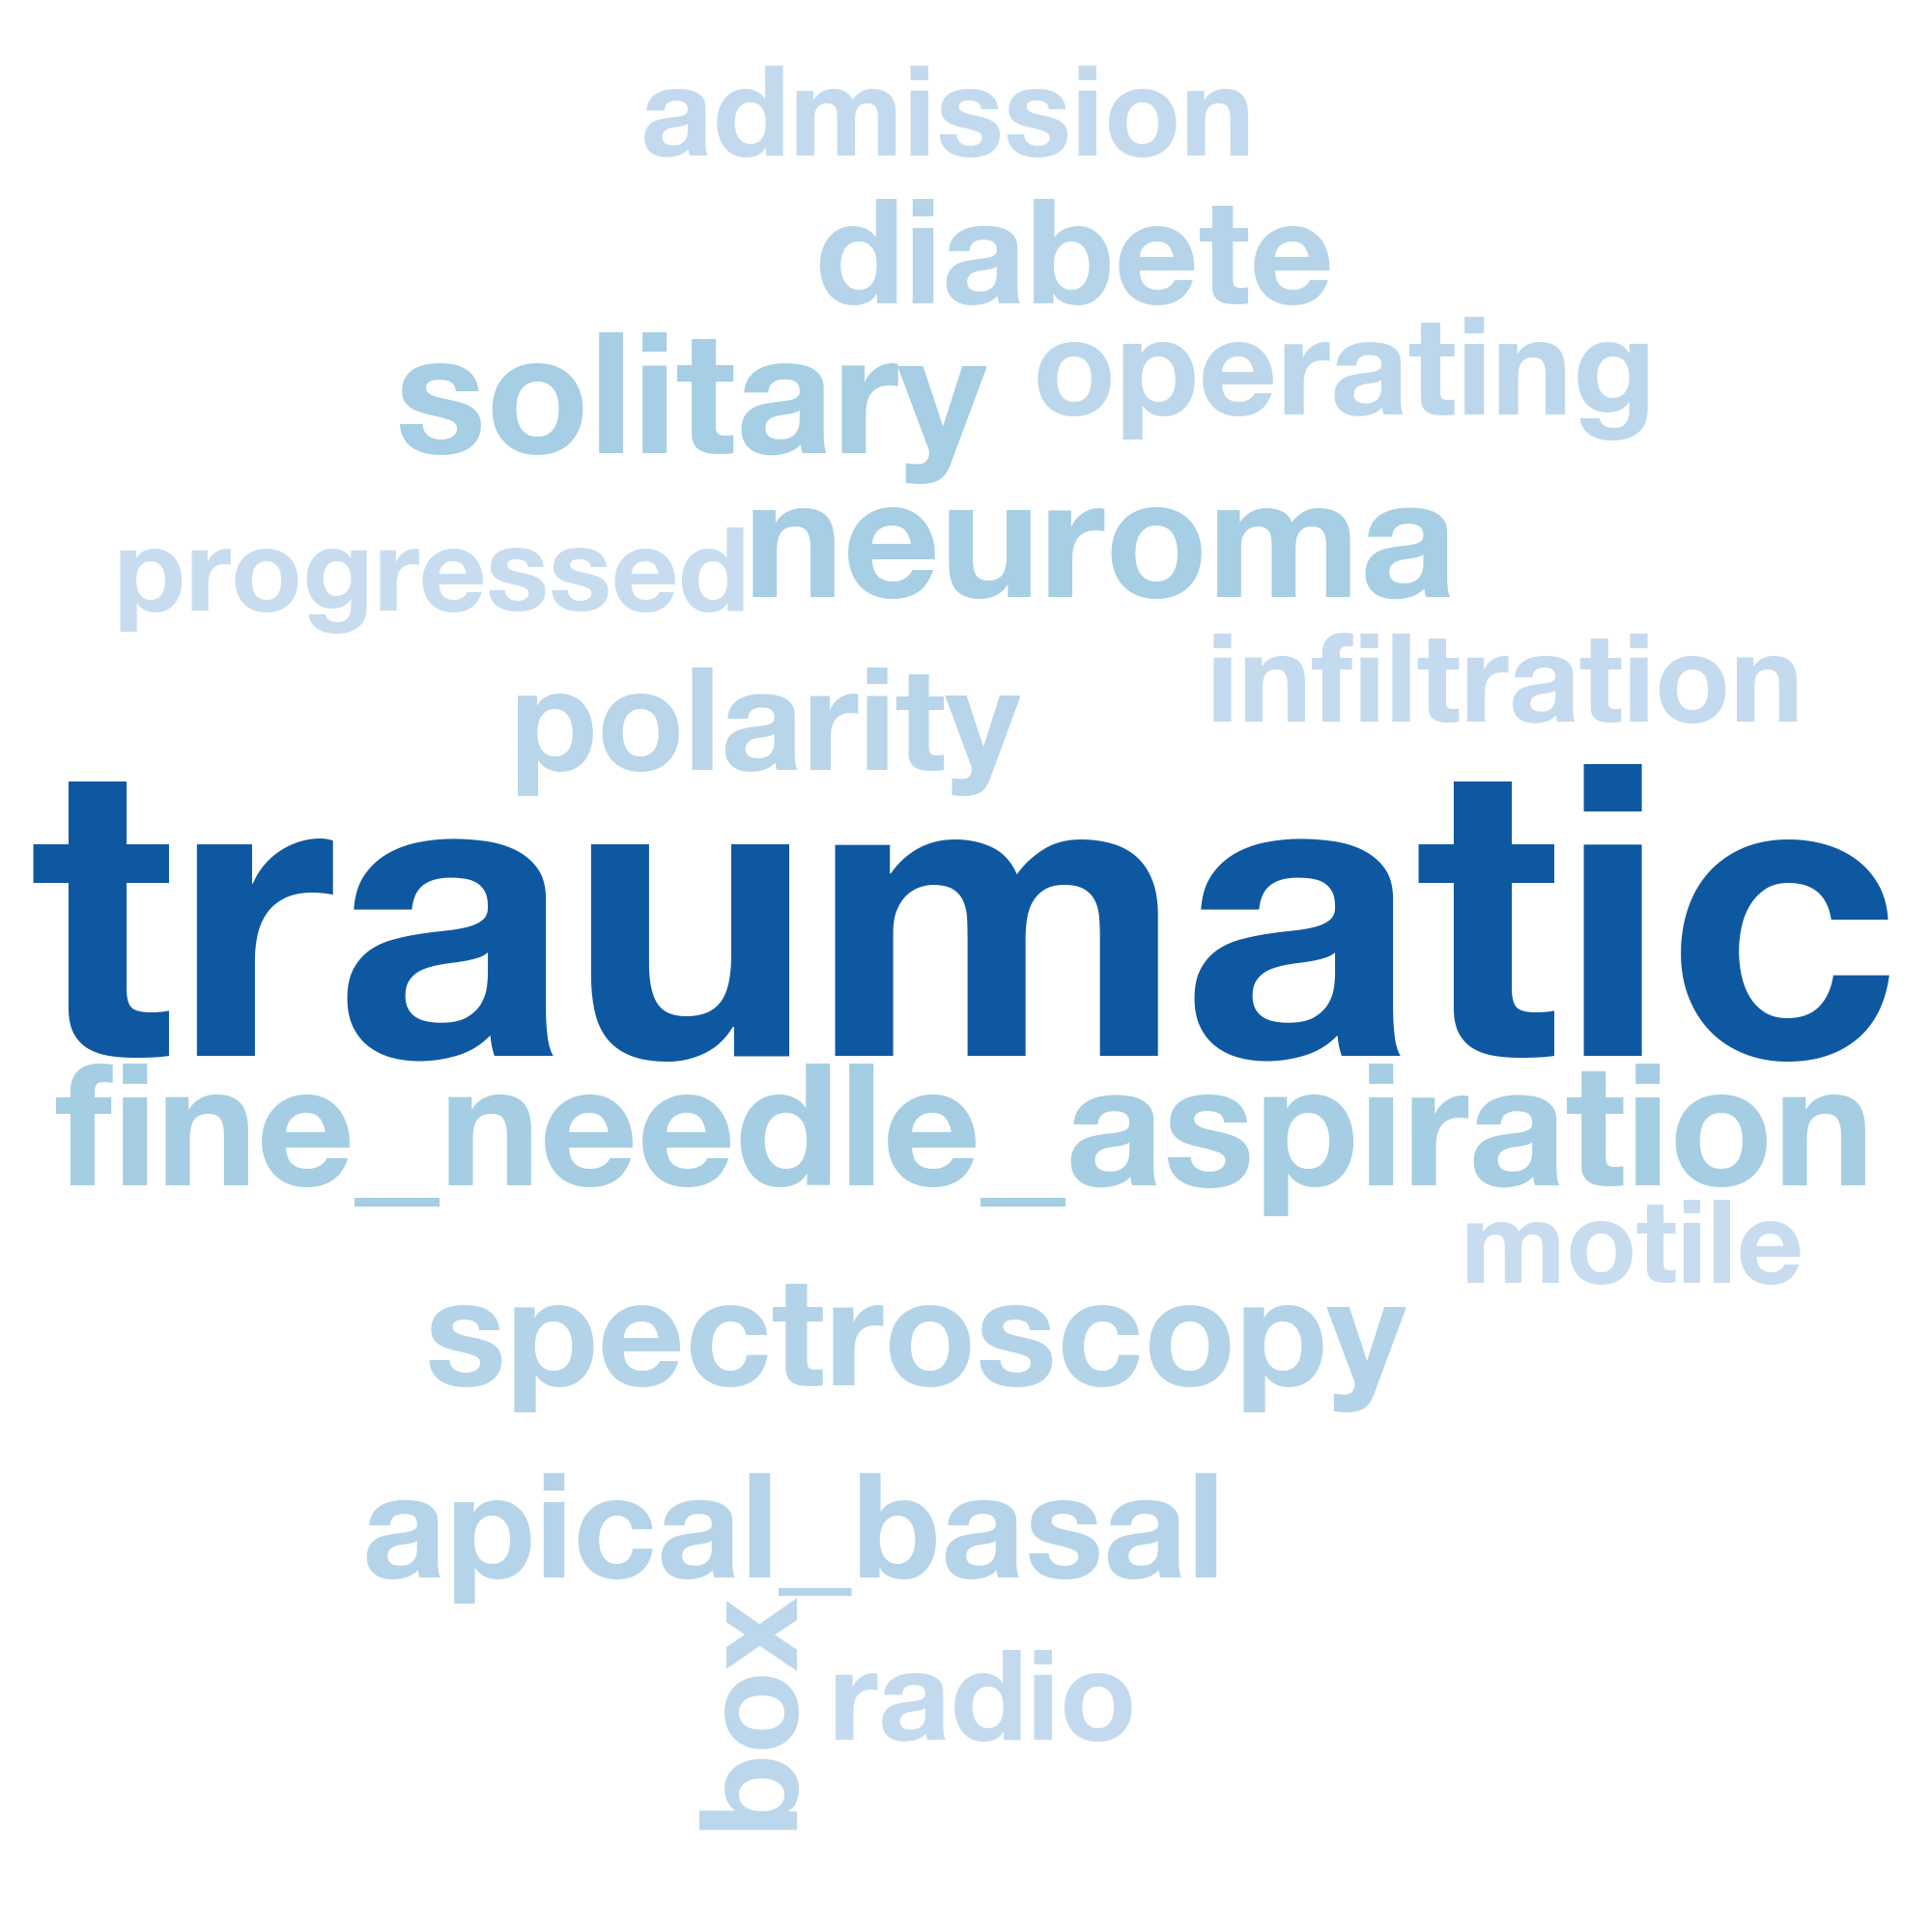 admission
diabete
solitary operating
neuroma
progressed
infiltration
polarity
traumatic
fine_needle_aspiration
motile
spectroscopy
apical_basal
box
radio